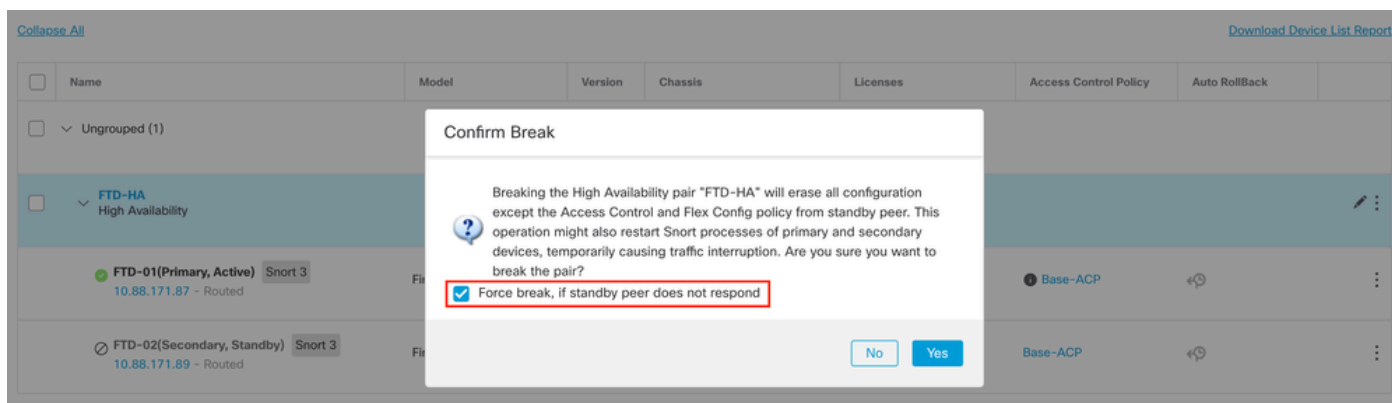 Collapse All
Download Device List Report
Name
Model
Version
Chassis
Licenses
Access Control Policy
Auto RollBack
Ungrouped (1)
Confirm Break
Breaking the High Availability pair "FTD-HA" will erase all configuration
except the Access Control and Flex Config policy from standby peer. This
operation might also restart Snort processes of primary and secondary
devices, temporarily causing traffic interruption. Are you sure you want to
break the pair?
Force break, if standby peer does not respond
No
Yes
FTD-HA
High Availability
FTD-01(Primary, Active) Snort 3
10.88.171.87 - Routed
Base-ACP
FTD-02(Secondary, Standby) Snort 3
10.88.171.89 - Routed
Base-ACP